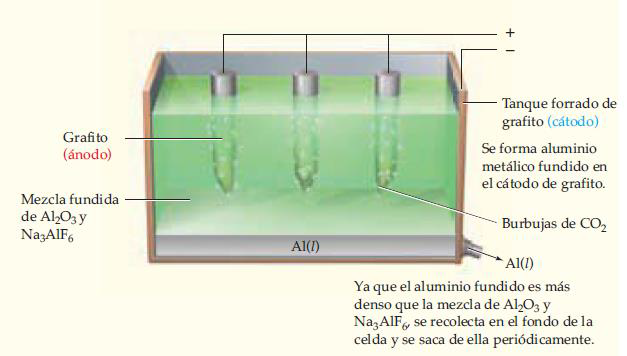 +
−
Tanque forrado de
grafito (cátodo)
Grafito
(ánodo)
Se forma aluminio
metálico fundido en
el cátodo de grafito.
Mezcla fundida
de Al₂O₃ y
Na₃AlF₆
Burbujas de CO₂
Al(l)
Al(l)
Ya que el aluminio fundido es más
denso que la mezcla de Al₂O₃ y
Na₃AlF₆, se recolecta en el fondo de la
celda y se saca de ella periódicamente.